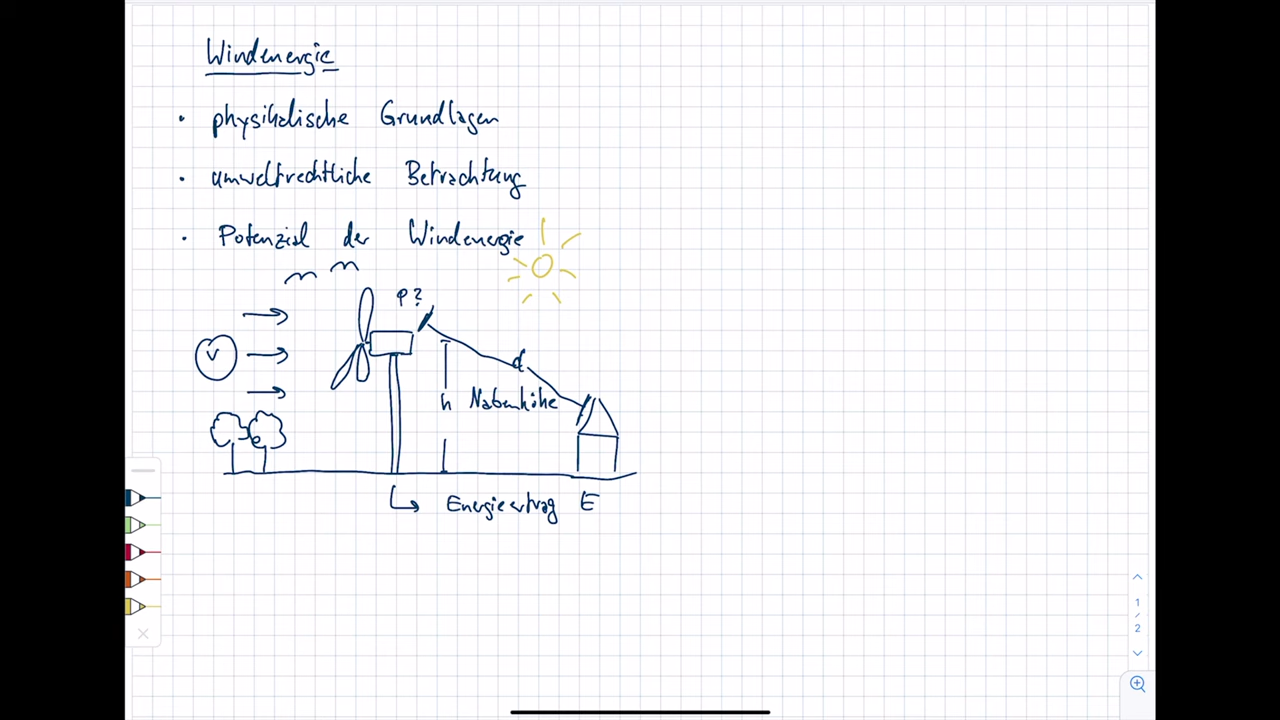 Windenergie
• physikalische Grundlagen
• umweltrechtliche Betrachtung
• Potenzial der Windenergie
P?
v
d
h Nabenhöhe
↳ Energieertrag E
1
/
2